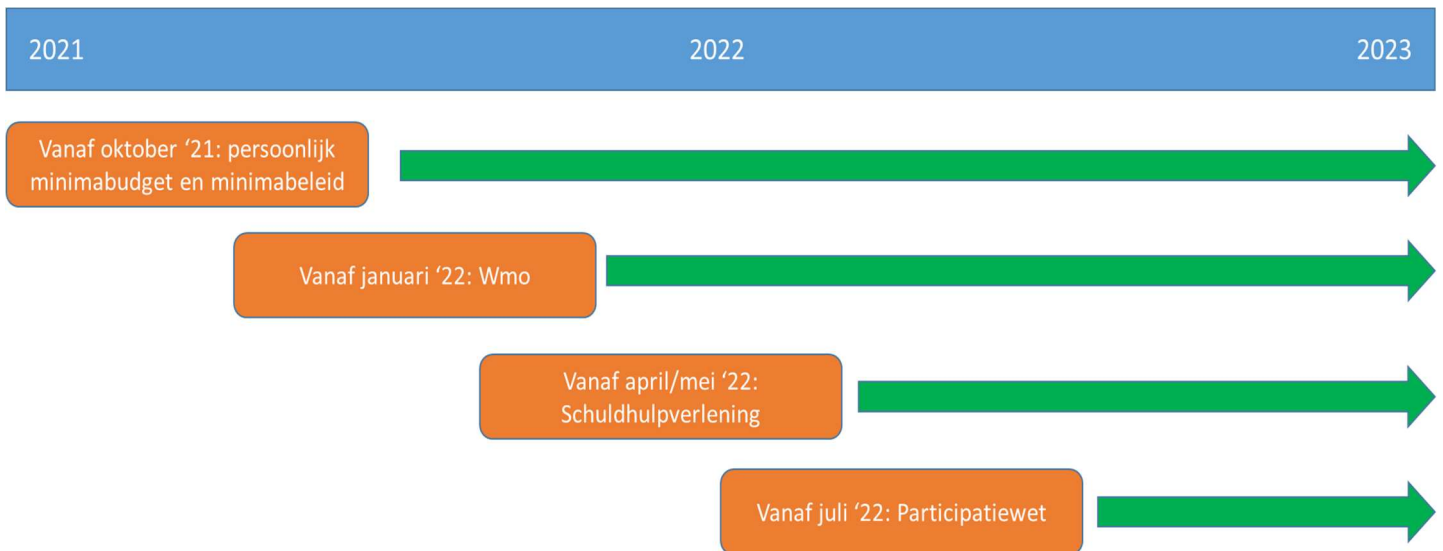 2021 2022 2023
Vanaf oktober ‘21: persoonlijk
minimabudget en minimabeleid
Vanaf januari ‘22: Wmo
Vanaf april/mei ‘22:
Schuldhulpverlening
Vanaf juli ‘22: Participatiewet